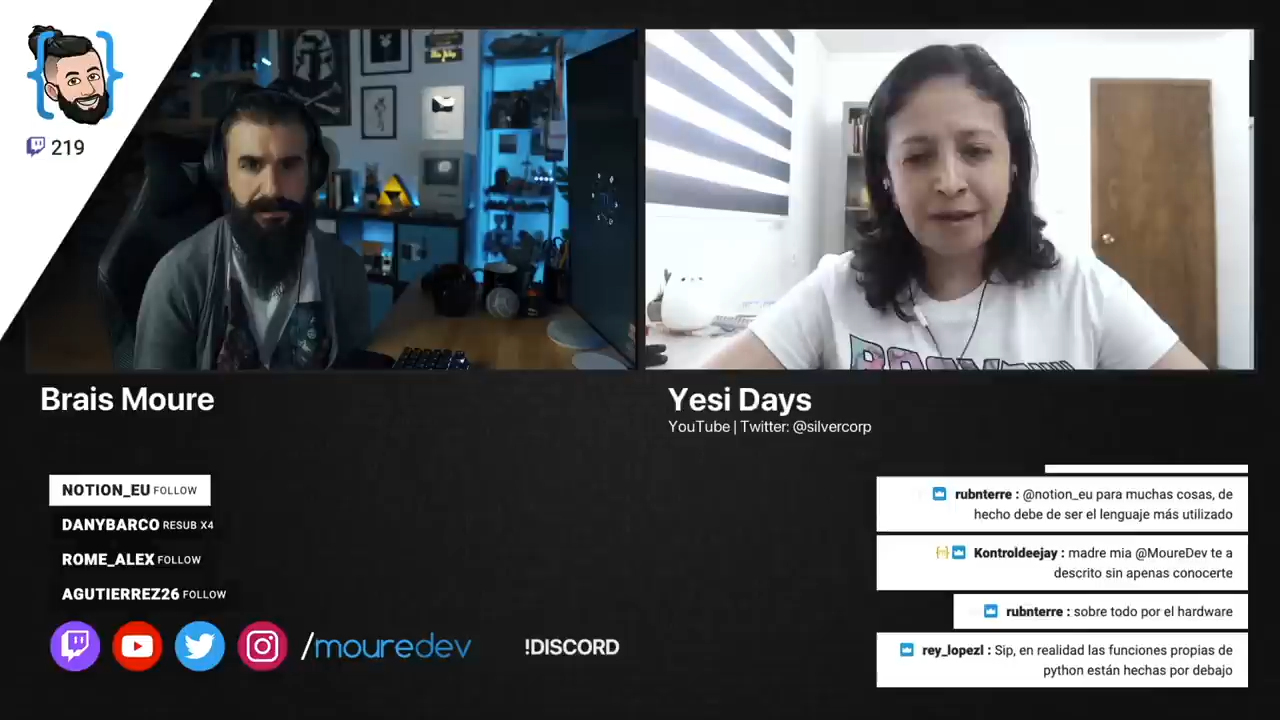 219
Brais Moure
Yesi Days
YouTube | Twitter: @silvercorp
NOTION_EU FOLLOW
DANYBARCO RESUB X4
ROME_ALEX FOLLOW
AGUTIERREZ26 FOLLOW
/mouredev
!DISCORD
rubnterre : @notion_eu para muchas cosas, de
hecho debe de ser el lenguaje más utilizado
Kontroldeejay : madre mia @MoureDev te a
descrito sin apenas conocerte
rubnterre : sobre todo por el hardware
rey_lopezl : Sip, en realidad las funciones propias de
python están hechas por debajo